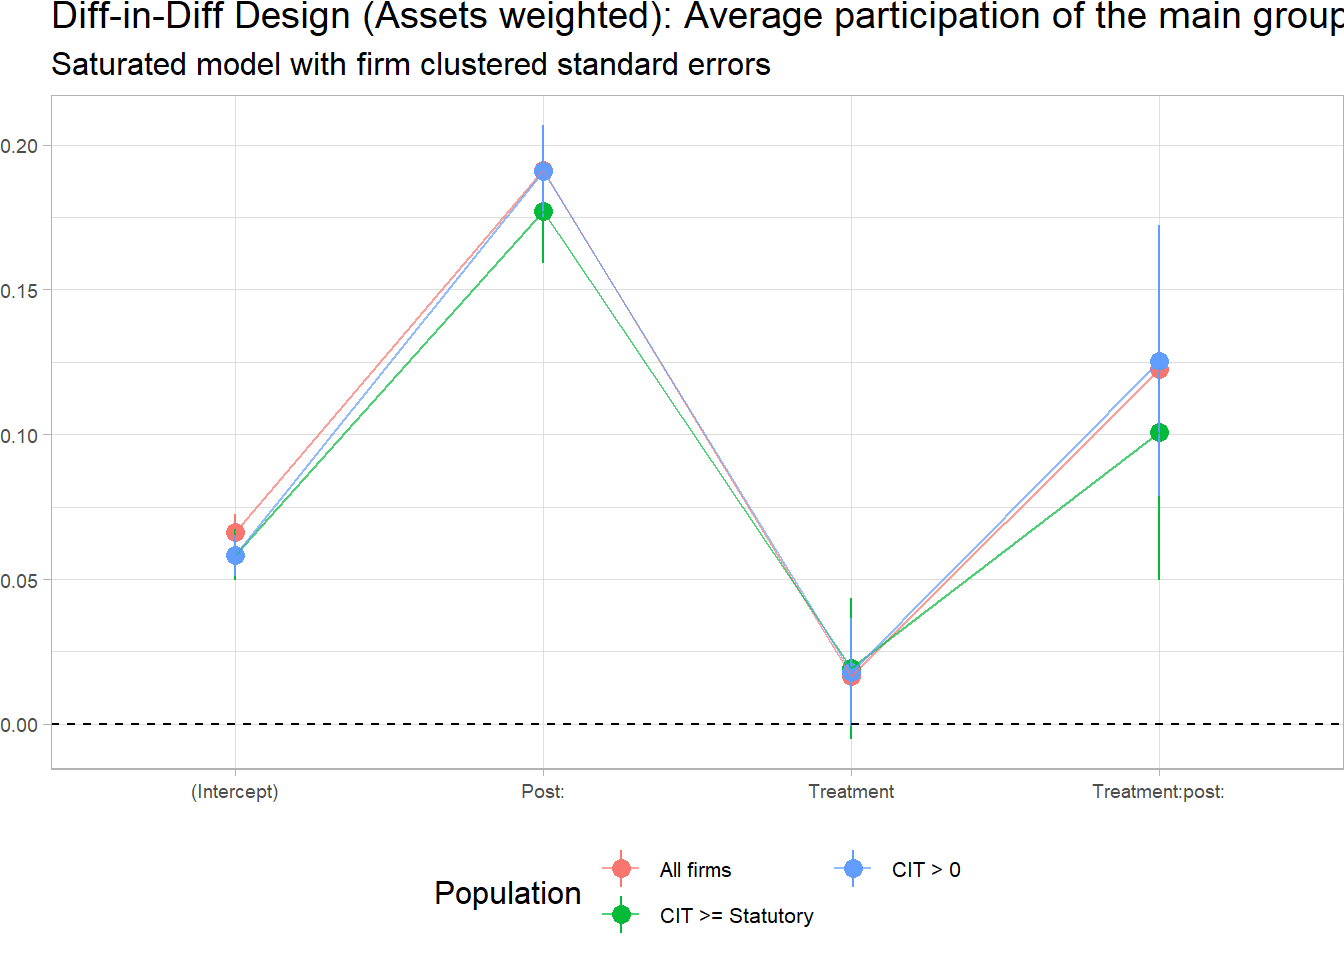 Diff-in-Diff Design (Assets weighted): Average participation of the main group
Saturated model with firm clustered standard errors
0.20
0.15
0.10
0.05
0.00
(Intercept) Post: Treatment Treatment:post:
Population
All firms CIT > 0
CIT >= Statutory